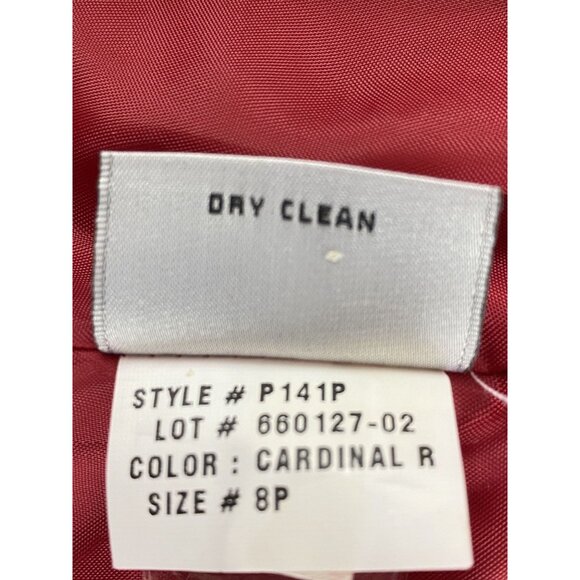 DRY CLEAN
STYLE # P141P
LOT # 660127-02
COLOR : CARDINAL R
SIZE # 8P